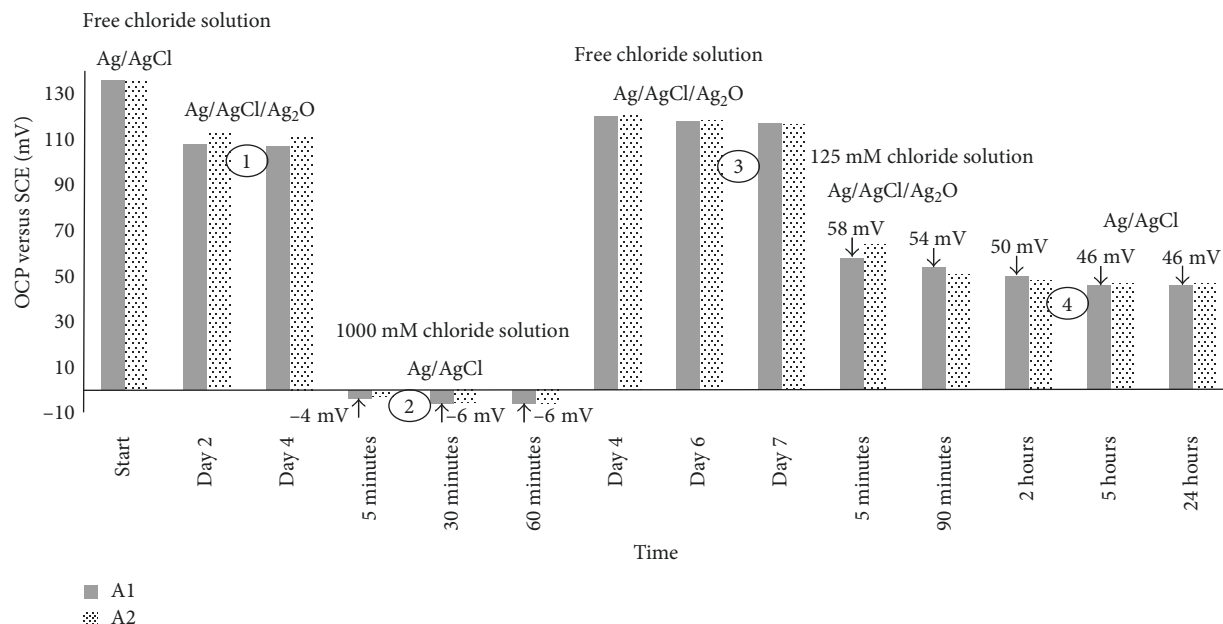 Free chloride solution
Ag/AgCl
Ag/AgCl/Ag₂O
Free chloride solution
Ag/AgCl/Ag₂O
125 mM chloride solution
Ag/AgCl/Ag₂O
Ag/AgCl
1000 mM chloride solution
Ag/AgCl
OCP versus SCE (mV)
130
110
90
70
50
30
10
–10
1
2
3
4
–4 mV
–6 mV
–6 mV
58 mV
54 mV
50 mV
46 mV
46 mV
Start
Day 2
Day 4
5 minutes
30 minutes
60 minutes
Day 4
Day 6
Day 7
5 minutes
90 minutes
2 hours
5 hours
24 hours
Time
A1
A2